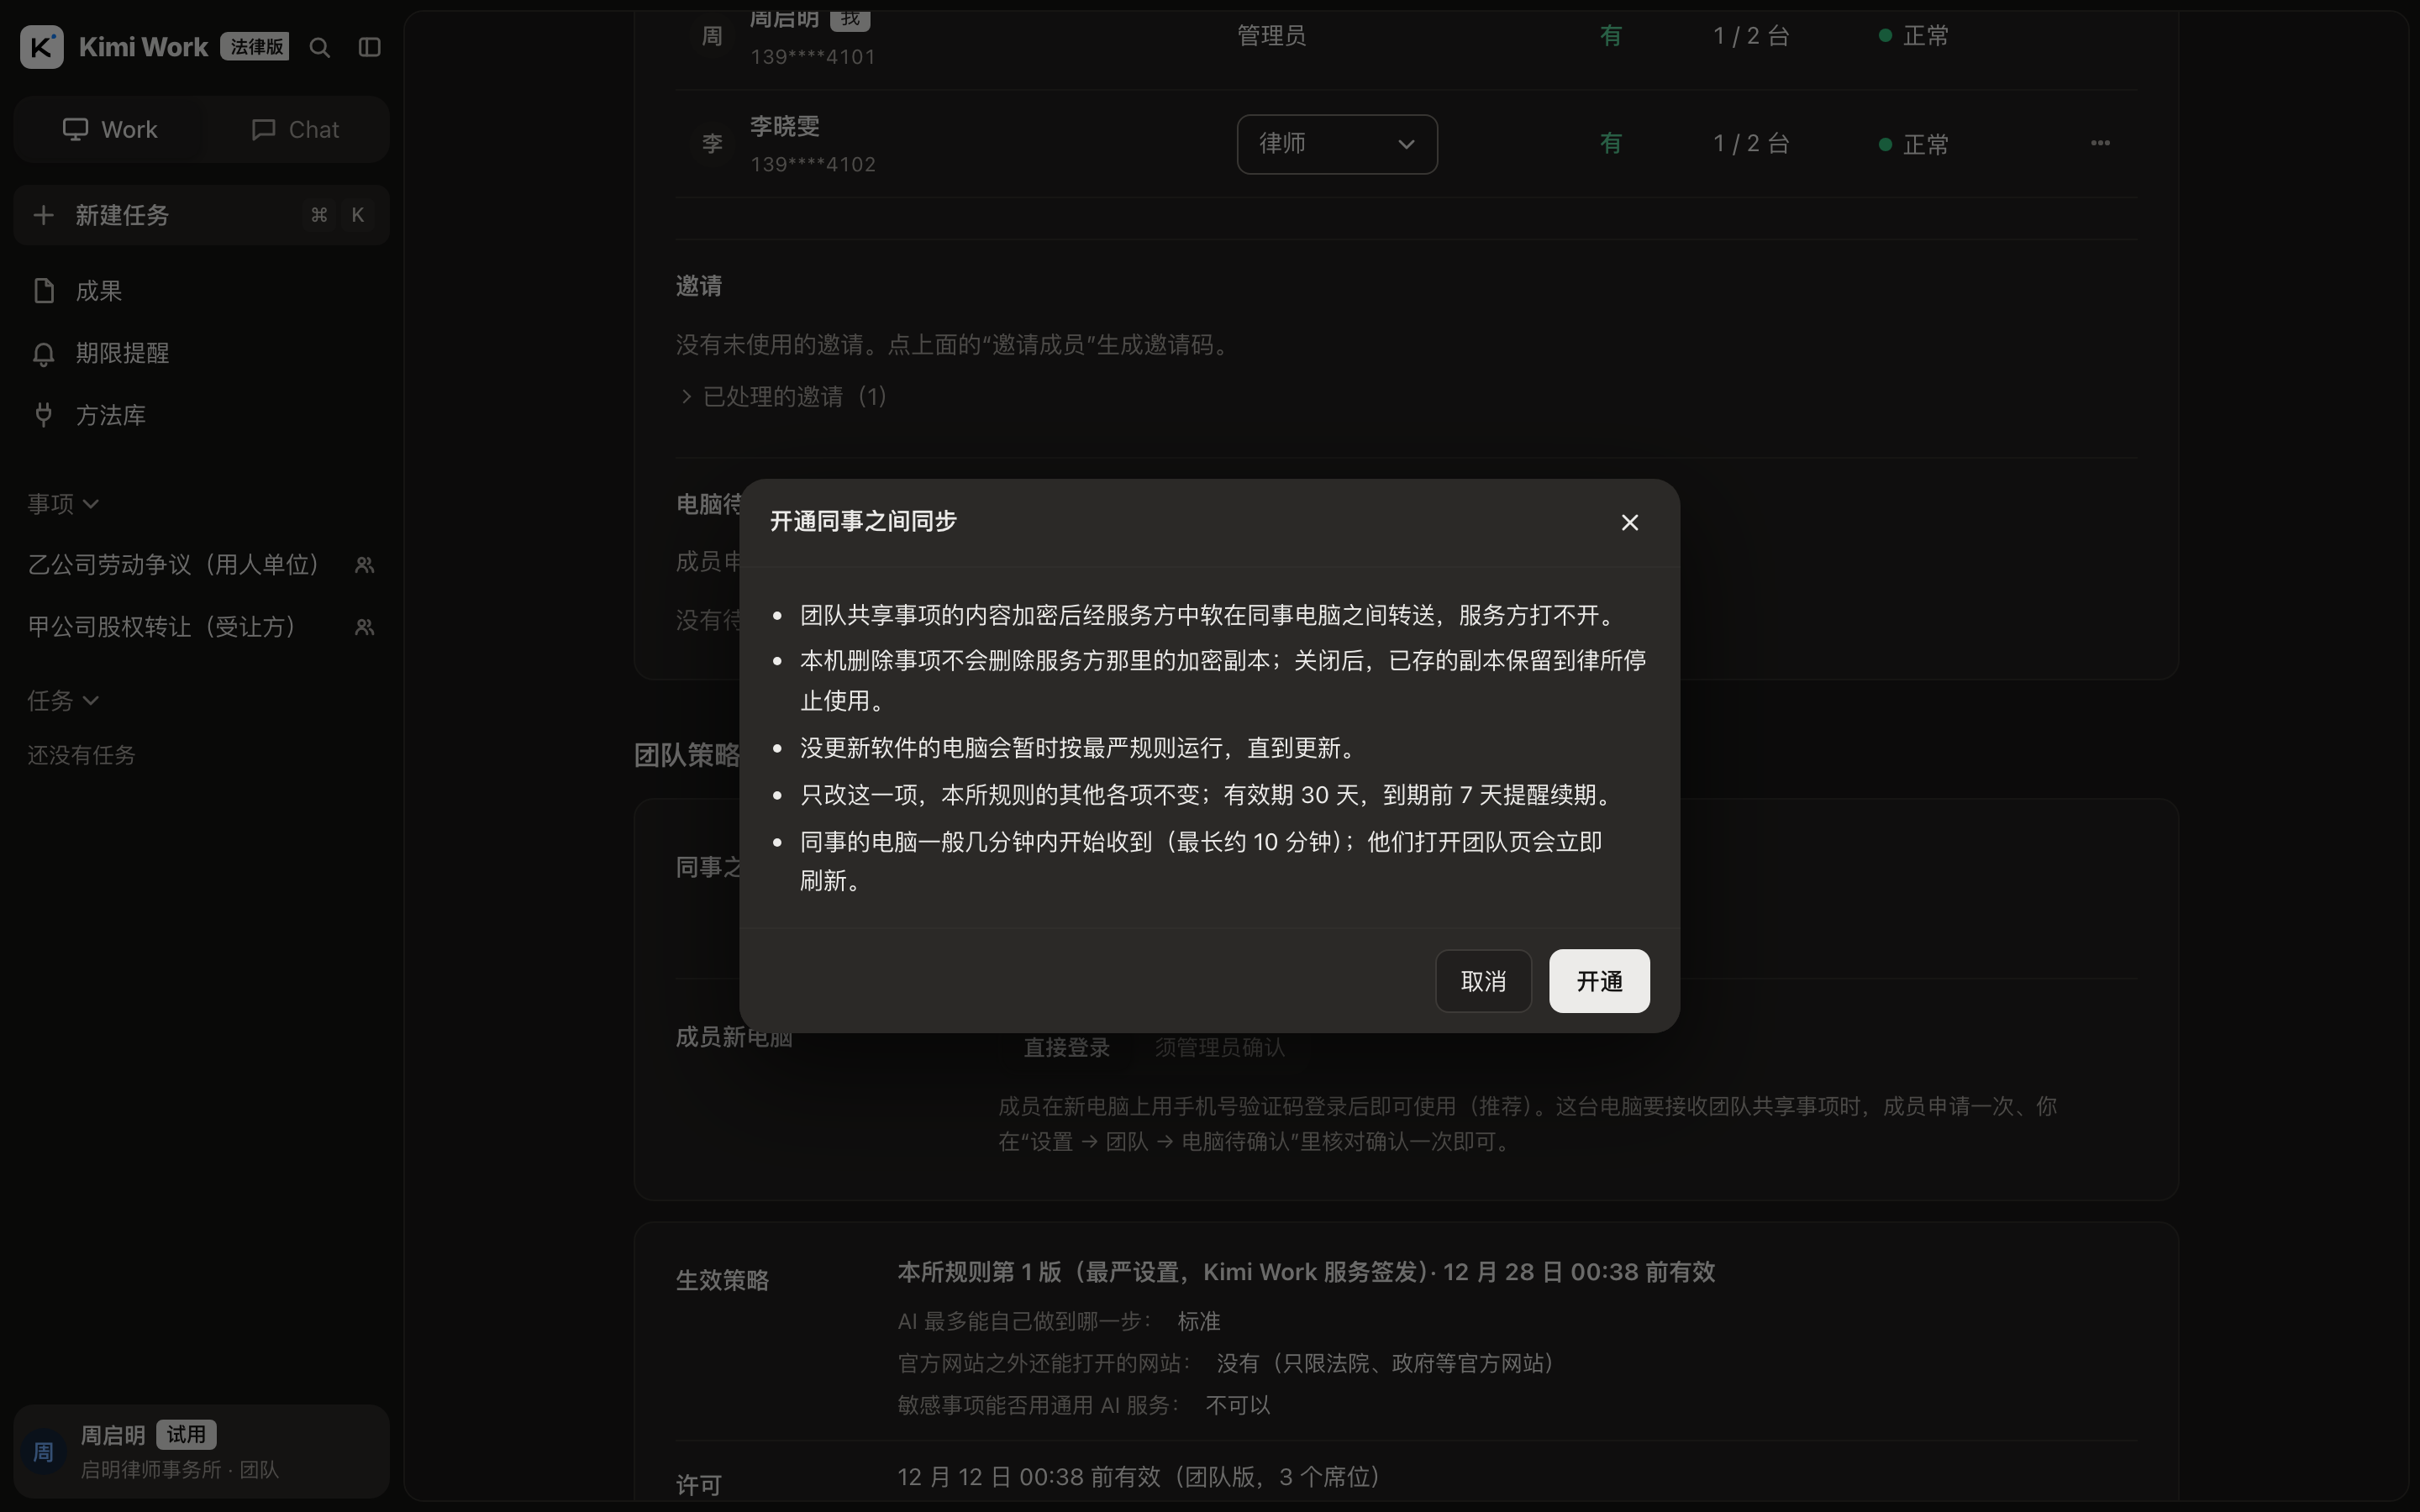 Kimi Work 法律版
Work
Chat
新建任务 ⌘ K
成果
期限提醒
方法库
事项
乙公司劳动争议（用人单位）
甲公司股权转让（受让方）
任务
还没有任务
周 周启明 试用
启明律师事务所 · 团队
周 周启明 我 管理员 有 1 / 2 台 正常
139****4101
李 李晓雯 律师 有 1 / 2 台 正常
139****4102
邀请
没有未使用的邀请。点上面的“邀请成员”生成邀请码。
已处理的邀请（1）
电脑待
成员申
没有待
开通同事之间同步
• 团队共享事项的内容加密后经服务方中软在同事电脑之间转送，服务方打不开。
• 本机删除事项不会删除服务方那里的加密副本；关闭后，已存的副本保留到律所停
止使用。
• 没更新软件的电脑会暂时按最严规则运行，直到更新。
• 只改这一项，本所规则的其他各项不变；有效期 30 天，到期前 7 天提醒续期。
• 同事的电脑一般几分钟内开始收到（最长约 10 分钟）；他们打开团队页会立即
刷新。
取消 开通
团队策略
同事之
成员新电脑 直接登录 须管理员确认
成员在新电脑上用手机号验证码登录后即可使用（推荐）。这台电脑要接收团队共享事项时，成员申请一次、你
在“设置 → 团队 → 电脑待确认”里核对确认一次即可。
生效策略 本所规则第 1 版（最严设置，Kimi Work 服务签发）· 12 月 28 日 00:38 前有效
AI 最多能自己做到哪一步： 标准
官方网站之外还能打开的网站： 没有（只限法院、政府等官方网站）
敏感事项能否用通用 AI 服务： 不可以
许可 12 月 12 日 00:38 前有效（团队版，3 个席位）